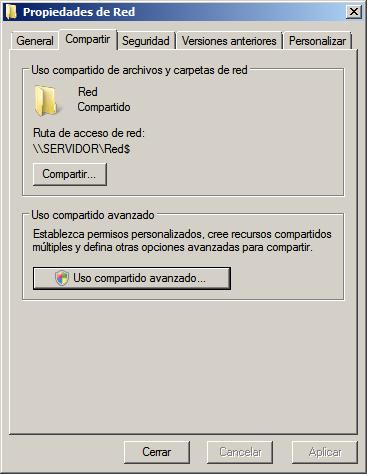 Propiedades de Red
General Compartir Seguridad Versiones anteriores Personalizar
Uso compartido de archivos y carpetas de red
Red
Compartido
Ruta de acceso de red:
\\SERVIDOR\Red$
Compartir...
Uso compartido avanzado
Establezca permisos personalizados, cree recursos compartidos
múltiples y defina otras opciones avanzadas para compartir.
Uso compartido avanzado...
Cerrar Cancelar Aplicar